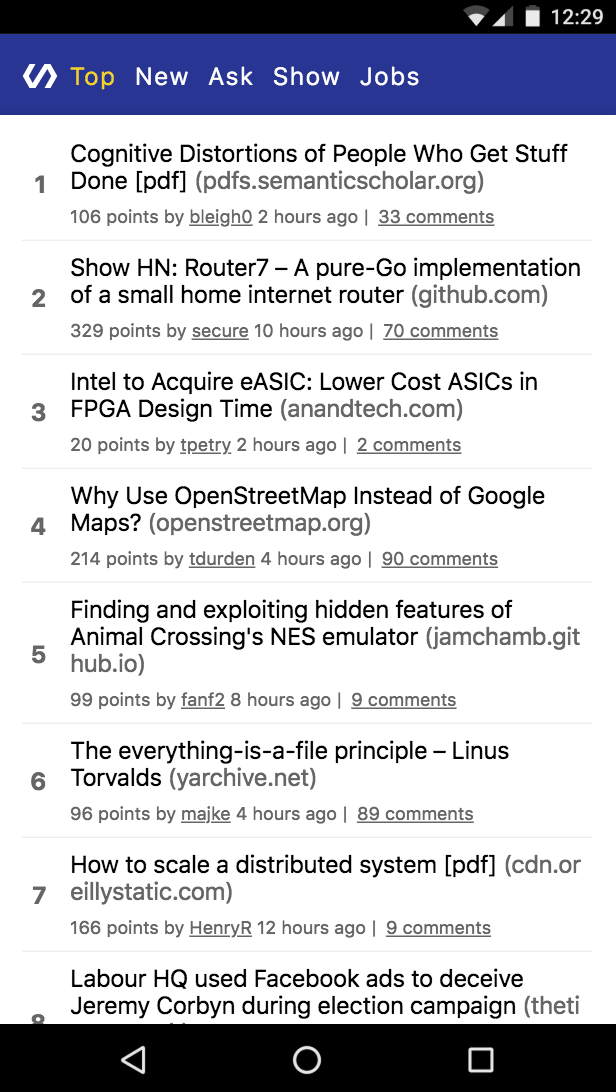 12:29
Top New Ask Show Jobs
Cognitive Distortions of People Who Get Stuff
1
Done [pdf] (pdfs.semanticscholar.org)
106 points by bleigh0 2 hours ago | 33 comments
Show HN: Router7 – A pure-Go implementation
2
of a small home internet router (github.com)
329 points by secure 10 hours ago | 70 comments
Intel to Acquire eASIC: Lower Cost ASICs in
3
FPGA Design Time (anandtech.com)
20 points by tpetry 2 hours ago | 2 comments
Why Use OpenStreetMap Instead of Google
4
Maps? (openstreetmap.org)
214 points by tdurden 4 hours ago | 90 comments
Finding and exploiting hidden features of
5
Animal Crossing's NES emulator (jamchamb.git
hub.io)
99 points by fanf2 8 hours ago | 9 comments
The everything-is-a-file principle – Linus
6
Torvalds (yarchive.net)
96 points by majke 4 hours ago | 89 comments
How to scale a distributed system [pdf] (cdn.or
7
eillystatic.com)
166 points by HenryR 12 hours ago | 9 comments
Labour HQ used Facebook ads to deceive
8
Jeremy Corbyn during election campaign (theti